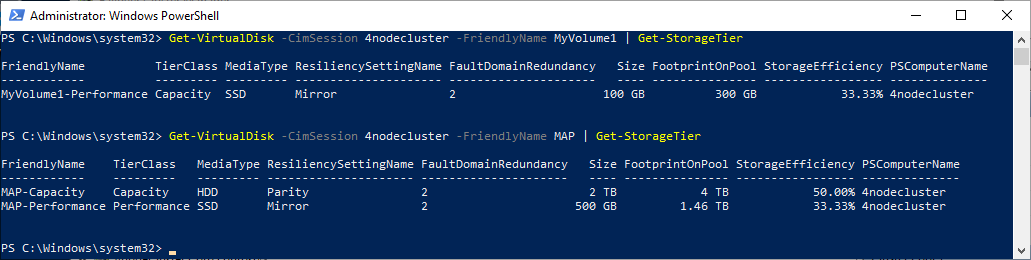 Administrator: Windows PowerShell
PS C:\Windows\system32> Get-VirtualDisk -CimSession 4nodecluster -FriendlyName MyVolume1 | Get-StorageTier
FriendlyName           TierClass MediaType ResiliencySettingName FaultDomainRedundancy   Size FootprintOnPool StorageEfficiency PSComputerName
------------           --------- --------- --------------------- ---------------------   ---- --------------- ----------------- --------------
MyVolume1-Performance Capacity  SSD       Mirror                2                     100 GB          300 GB            33.33% 4nodecluster
PS C:\Windows\system32> Get-VirtualDisk -CimSession 4nodecluster -FriendlyName MAP | Get-StorageTier
FriendlyName    TierClass   MediaType ResiliencySettingName FaultDomainRedundancy   Size FootprintOnPool StorageEfficiency PSComputerName
------------    ---------   --------- --------------------- ---------------------   ---- --------------- ----------------- --------------
MAP-Capacity    Capacity    HDD       Parity                2                       2 TB            4 TB            50.00% 4nodecluster
MAP-Performance Performance SSD       Mirror                2                     500 GB         1.46 TB            33.33% 4nodecluster
PS C:\Windows\system32>